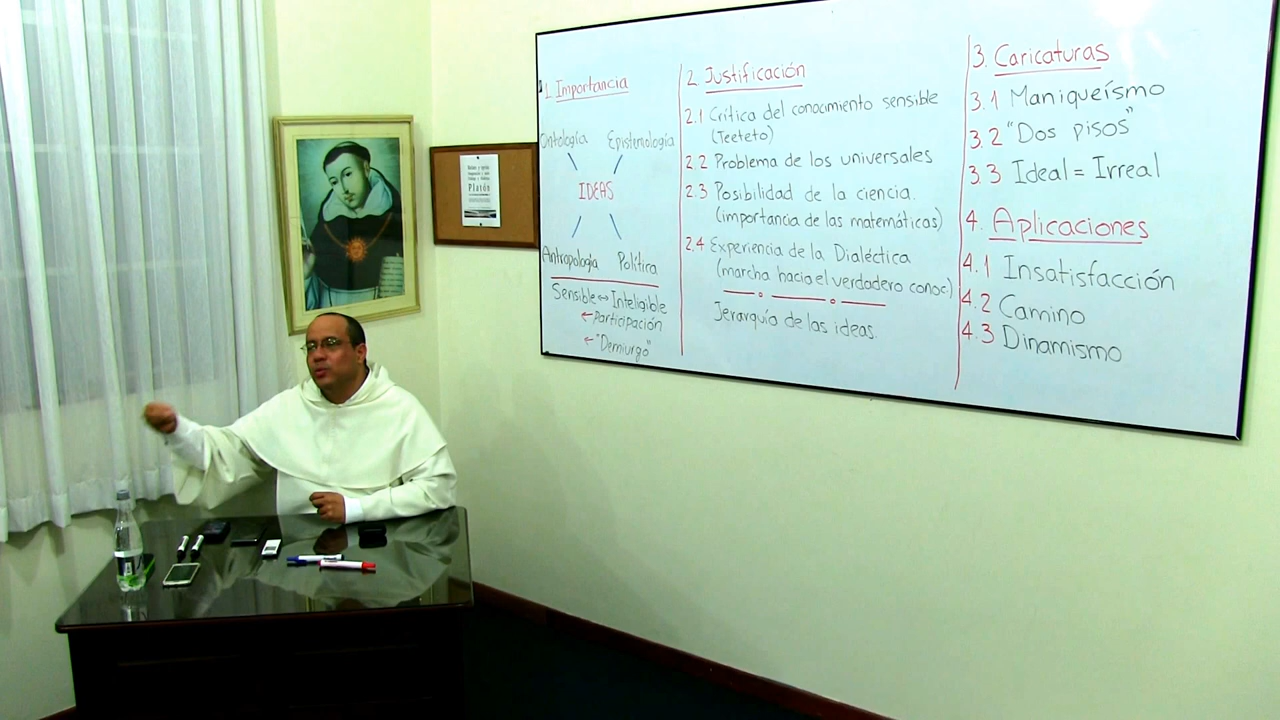 1. Importancia
Ontología Epistemología
IDEAS
Antropología Política
Sensible ↔ Inteligible
← Participación
← "Demiurgo"
2. Justificación
2.1 Crítica del conocimiento sensible
(Teeteto)
2.2 Problema de los universales
2.3 Posibilidad de la ciencia.
(importancia de las matemáticas)
2.4 Experiencia de la Dialéctica
(marcha hacia el verdadero conoc)
Jerarquía de las ideas.
3. Caricaturas
3.1 Maniqueísmo
3.2 "Dos pisos"
3.3 Ideal = Irreal
4. Aplicaciones
4.1 Insatisfacción
4.2 Camino
4.3 Dinamismo
Platón